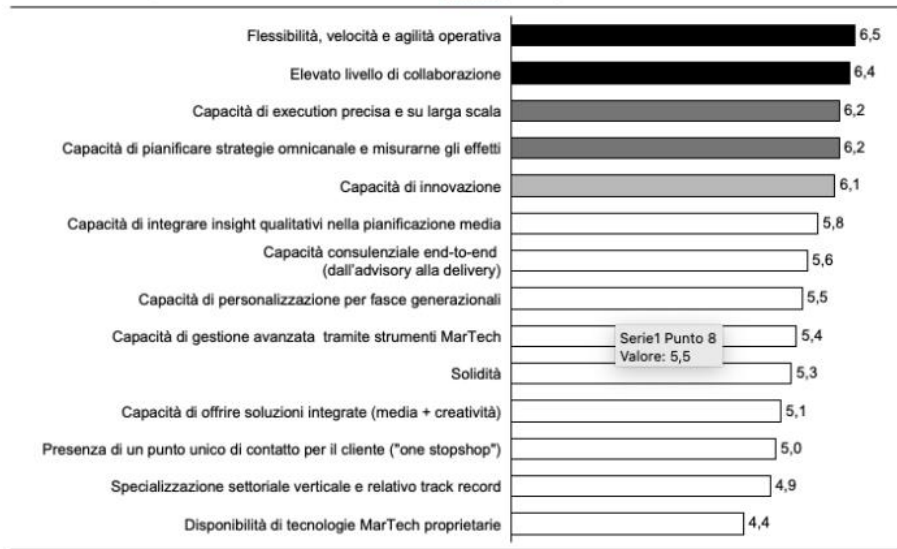 Flessibilità, velocità e agilità operativa 6,5
Elevato livello di collaborazione 6,4
Capacità di execution precisa e su larga scala 6,2
Capacità di pianificare strategie omnicanale e misurarne gli effetti 6,2
Capacità di innovazione 6,1
Capacità di integrare insight qualitativi nella pianificazione media 5,8
Capacità consulenziale end-to-end
(dall'advisory alla delivery) 5,6
Capacità di personalizzazione per fasce generazionali 5,5
Capacità di gestione avanzata tramite strumenti MarTech 5,4
Serie1 Punto 8
Valore: 5,5
Solidità 5,3
Capacità di offrire soluzioni integrate (media + creatività) 5,1
Presenza di un punto unico di contatto per il cliente ("one stopshop") 5,0
Specializzazione settoriale verticale e relativo track record 4,9
Disponibilità di tecnologie MarTech proprietarie 4,4